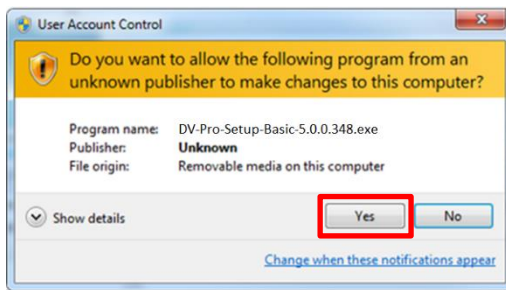 User Account Control
Do you want to allow the following program from an
unknown publisher to make changes to this computer?
Program name: DV-Pro-Setup-Basic-5.0.0.348.exe
Publisher: Unknown
File origin: Removable media on this computer
Show details Yes No
Change when these notifications appear